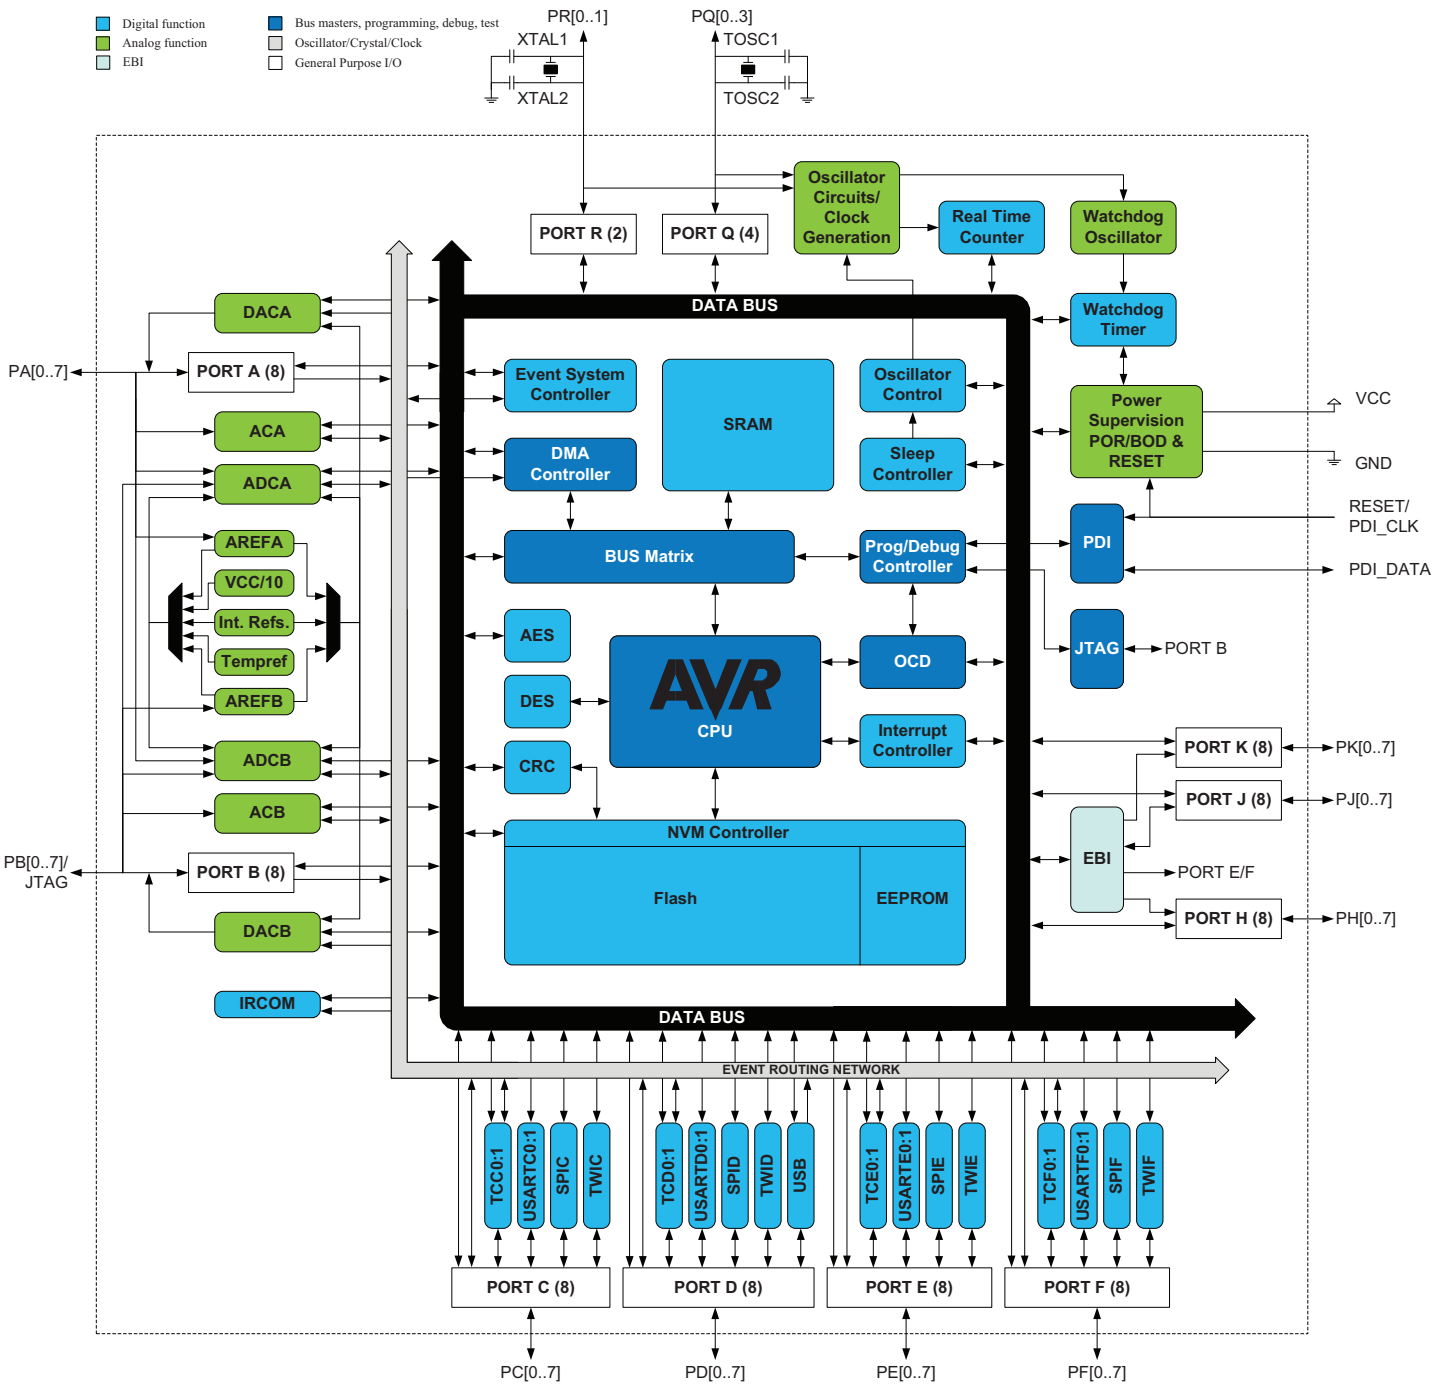 Digital function
Analog function
EBI
Bus masters, programming, debug, test
Oscillator/Crystal/Clock
General Purpose I/O
PR[0..1]
XTAL1
XTAL2
PQ[0..3]
TOSC1
TOSC2
PORT R (2)
PORT Q (4)
Oscillator
Circuits/
Clock
Generation
Real Time
Counter
Watchdog
Oscillator
DATA BUS
Watchdog
Timer
DACA
PA[0..7]
PORT A (8)
ACA
ADCA
AREFA
VCC/10
Int. Refs.
Tempref
AREFB
ADCB
ACB
PB[0..7]/
JTAG
PORT B (8)
DACB
IRCOM
Event System
Controller
SRAM
Oscillator
Control
DMA
Controller
Sleep
Controller
BUS Matrix
Prog/Debug
Controller
AES
DES
CRC
AVR
CPU
OCD
Interrupt
Controller
NVM Controller
Flash
EEPROM
Power
Supervision
POR/BOD &
RESET
VCC
GND
RESET/
PDI_CLK
PDI
PDI_DATA
JTAG
PORT B
PORT K (8)
PK[0..7]
PORT J (8)
PJ[0..7]
EBI
PORT E/F
PORT H (8)
PH[0..7]
DATA BUS
EVENT ROUTING NETWORK
TCC0:1
USARTC0:1
SPIC
TWIC
TCD0:1
USARTD0:1
SPID
TWID
USB
TCE0:1
USARTE0:1
SPIE
TWIE
TCF0:1
USARTF0:1
SPIF
TWIF
PORT C (8)
PORT D (8)
PORT E (8)
PORT F (8)
PC[0..7]
PD[0..7]
PE[0..7]
PF[0..7]